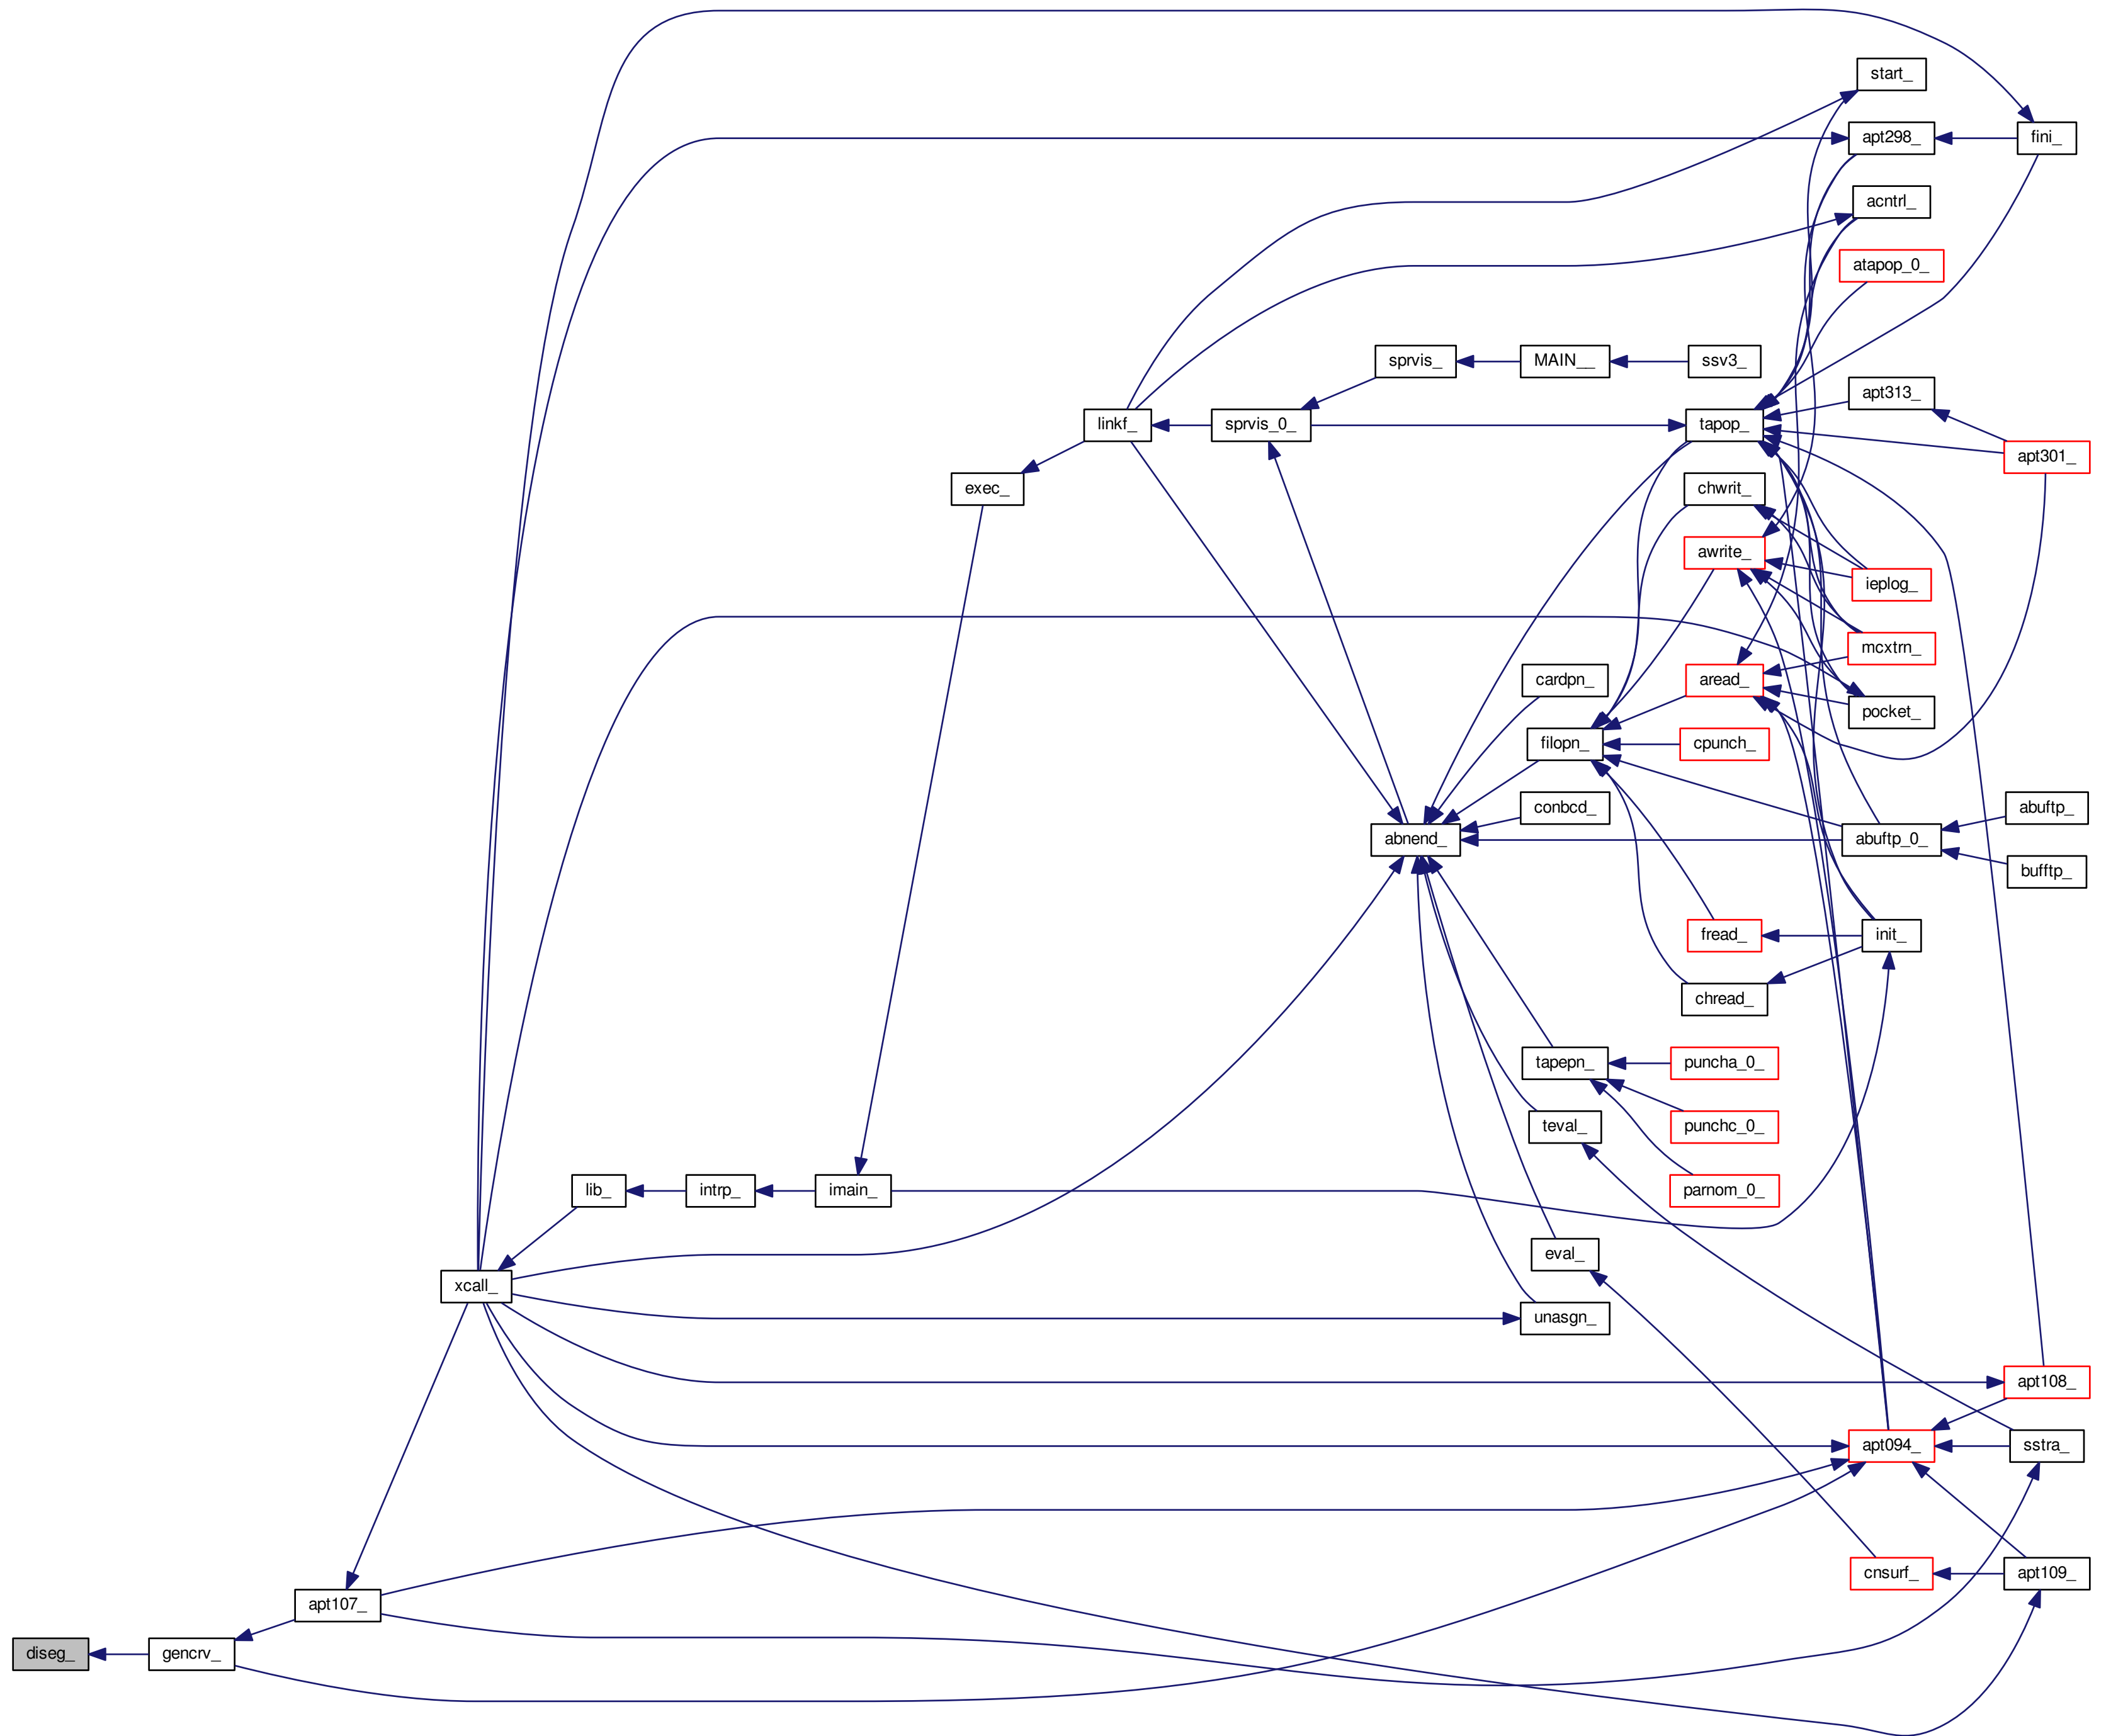 start_
apt298_
fini_
acntrl_
atapop_0_
sprvis_
MAIN__
ssv3_
apt313_
linkf_
sprvis_0_
tapop_
apt301_
exec_
chwrit_
awrite_
ieplog_
mcxtrn_
cardpn_
aread_
pocket_
filopn_
cpunch_
conbcd_
abuftp_
abnend_
abuftp_0_
bufftp_
fread_
init_
chread_
tapepn_
puncha_0_
teval_
punchc_0_
lib_
intrp_
imain_
parnom_0_
eval_
xcall_
unasgn_
apt108_
apt094_
sstra_
cnsurf_
apt109_
apt107_
diseg_
gencrv_